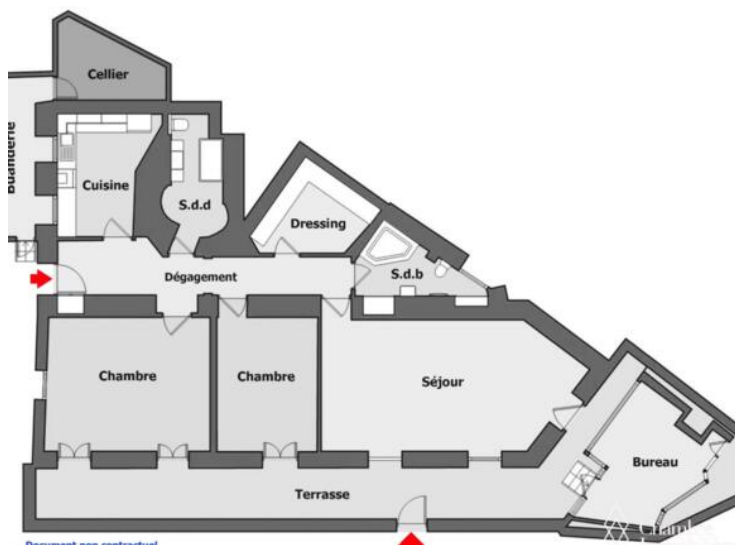 Cellier
Buanderie
Cuisine
S.d.d
Dressing
S.d.b
Dégagement
Chambre
Chambre
Séjour
Bureau
Terrasse
Document non contractuel